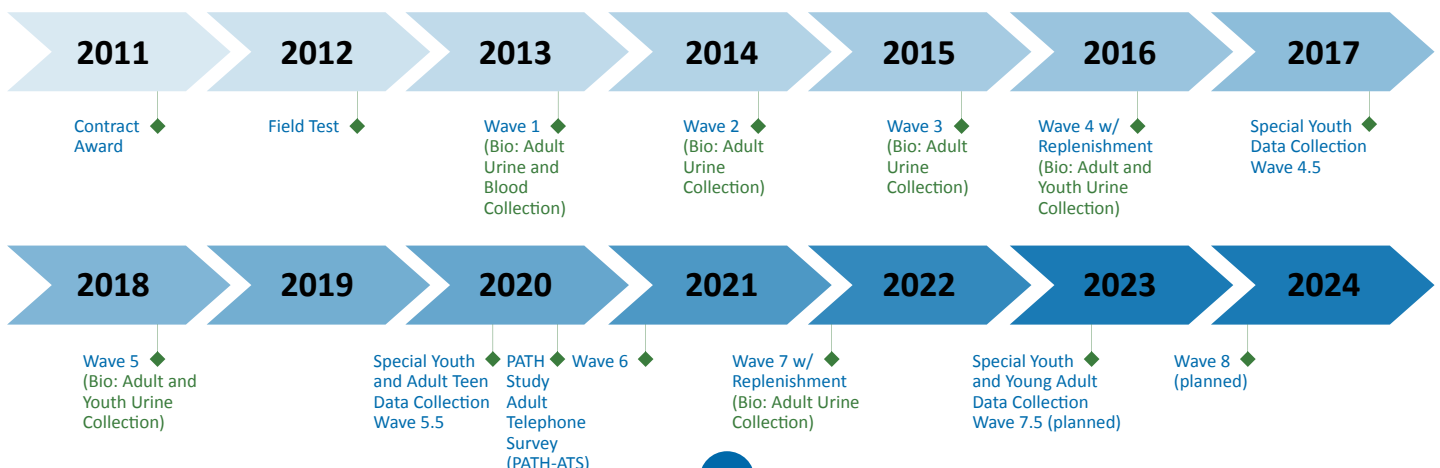 2011 2012 2013 2014 2015 2016 2017
Contract
Award
Field Test
Wave 1
(Bio: Adult
Urine and
Blood
Collection)
Wave 2
(Bio: Adult
Urine
Collection)
Wave 3
(Bio: Adult
Urine
Collection)
Wave 4 w/
Replenishment
(Bio: Adult and
Youth Urine
Collection)
Special Youth
Data Collection
Wave 4.5
2018 2019 2020 2021 2022 2023 2024
Wave 5
(Bio: Adult and
Youth Urine
Collection)
Special Youth
and Adult Teen
Data Collection
Wave 5.5
PATH
Study
Adult
Telephone
Survey
(PATH-ATS)
Wave 6
Wave 7 w/
Replenishment
(Bio: Adult Urine
Collection)
Special Youth
and Young Adult
Data Collection
Wave 7.5 (planned)
Wave 8
(planned)